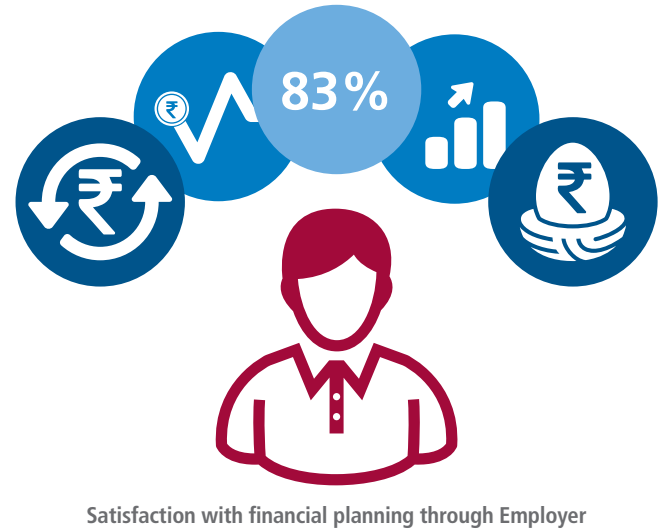 83%
₹
₹
₹
Satisfaction with financial planning through Employer